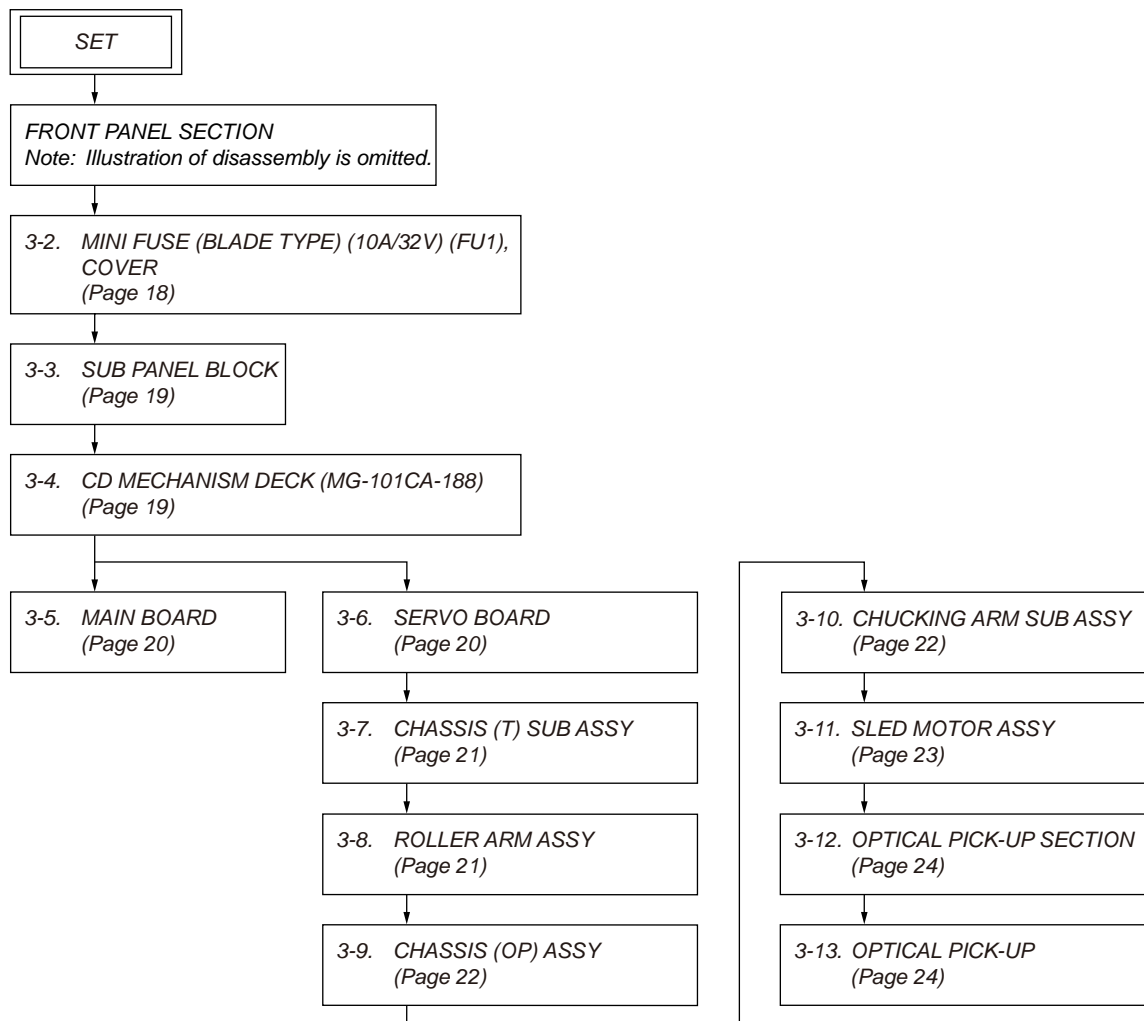 SET
FRONT PANEL SECTION
Note: Illustration of disassembly is omitted.
3-2. MINI FUSE (BLADE TYPE) (10A/32V) (FU1),
COVER
(Page 18)
3-3. SUB PANEL BLOCK
(Page 19)
3-4. CD MECHANISM DECK (MG-101CA-188)
(Page 19)
3-5. MAIN BOARD
(Page 20)
3-6. SERVO BOARD
(Page 20)
3-7. CHASSIS (T) SUB ASSY
(Page 21)
3-8. ROLLER ARM ASSY
(Page 21)
3-9. CHASSIS (OP) ASSY
(Page 22)
3-10. CHUCKING ARM SUB ASSY
(Page 22)
3-11. SLED MOTOR ASSY
(Page 23)
3-12. OPTICAL PICK-UP SECTION
(Page 24)
3-13. OPTICAL PICK-UP
(Page 24)